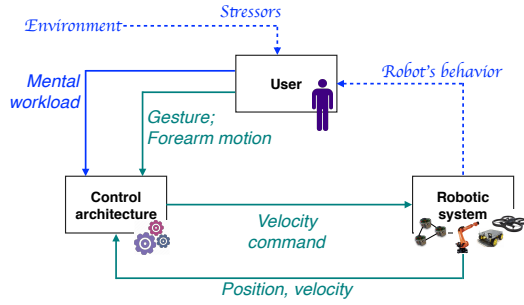 Stressors
Environment
User
Robot's behavior
Mental
workload
Gesture;
Forearm motion
Control
architecture
Robotic
system
Velocity
command
Position, velocity